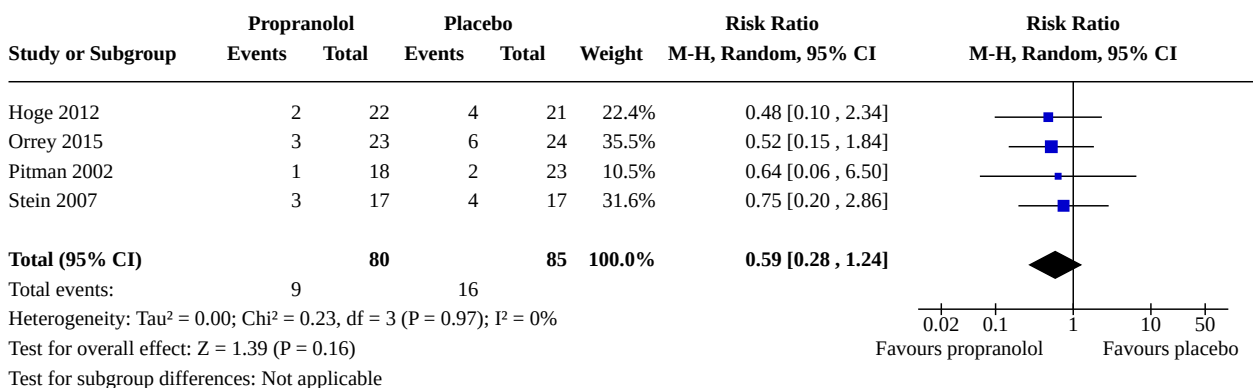 Propranolol Placebo Risk Ratio Risk Ratio
Study or Subgroup Events Total Events Total Weight M-H, Random, 95% CI M-H, Random, 95% CI
Hoge 2012 2 22 4 21 22.4% 0.48 [0.10 , 2.34]
Orrey 2015 3 23 6 24 35.5% 0.52 [0.15 , 1.84]
Pitman 2002 1 18 2 23 10.5% 0.64 [0.06 , 6.50]
Stein 2007 3 17 4 17 31.6% 0.75 [0.20 , 2.86]
Total (95% CI) 80 85 100.0% 0.59 [0.28 , 1.24]
Total events: 9 16
Heterogeneity: Tau² = 0.00; Chi² = 0.23, df = 3 (P = 0.97); I² = 0%
0.02 0.1 1 10 50
Test for overall effect: Z = 1.39 (P = 0.16)
Favours propranolol Favours placebo
Test for subgroup differences: Not applicable